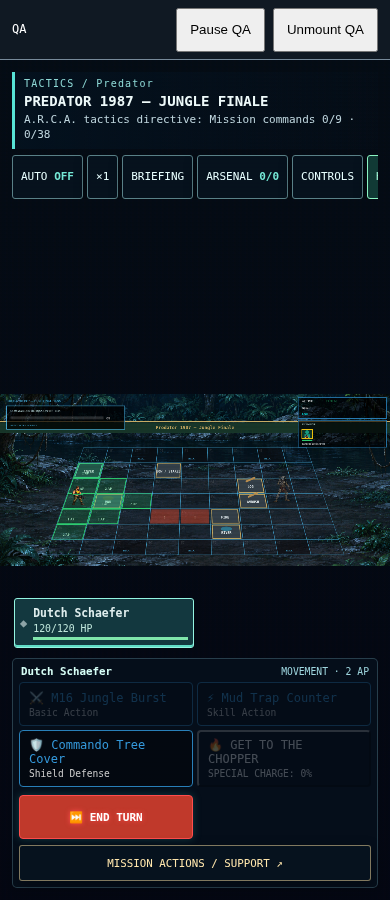 QA
Pause QA
Unmount QA
TACTICS / Predator
PREDATOR 1987 — JUNGLE FINALE
A.R.C.A. tactics directive: Mission commands 0/9 ·
0/38
AUTO OFF
×1
BRIEFING
ARSENAL 0/0
CONTROLS
Predator 1987 — Jungle Finale
Dutch Schaefer
120/120 HP
Dutch Schaefer
MOVEMENT · 2 AP
⚔️ M16 Jungle Burst
Basic Action
⚡ Mud Trap Counter
Skill Action
🛡️ Commando Tree
Cover
Shield Defense
🔥 GET TO THE
CHOPPER
SPECIAL CHARGE: 0%
⏩ END TURN
MISSION ACTIONS / SUPPORT ↗